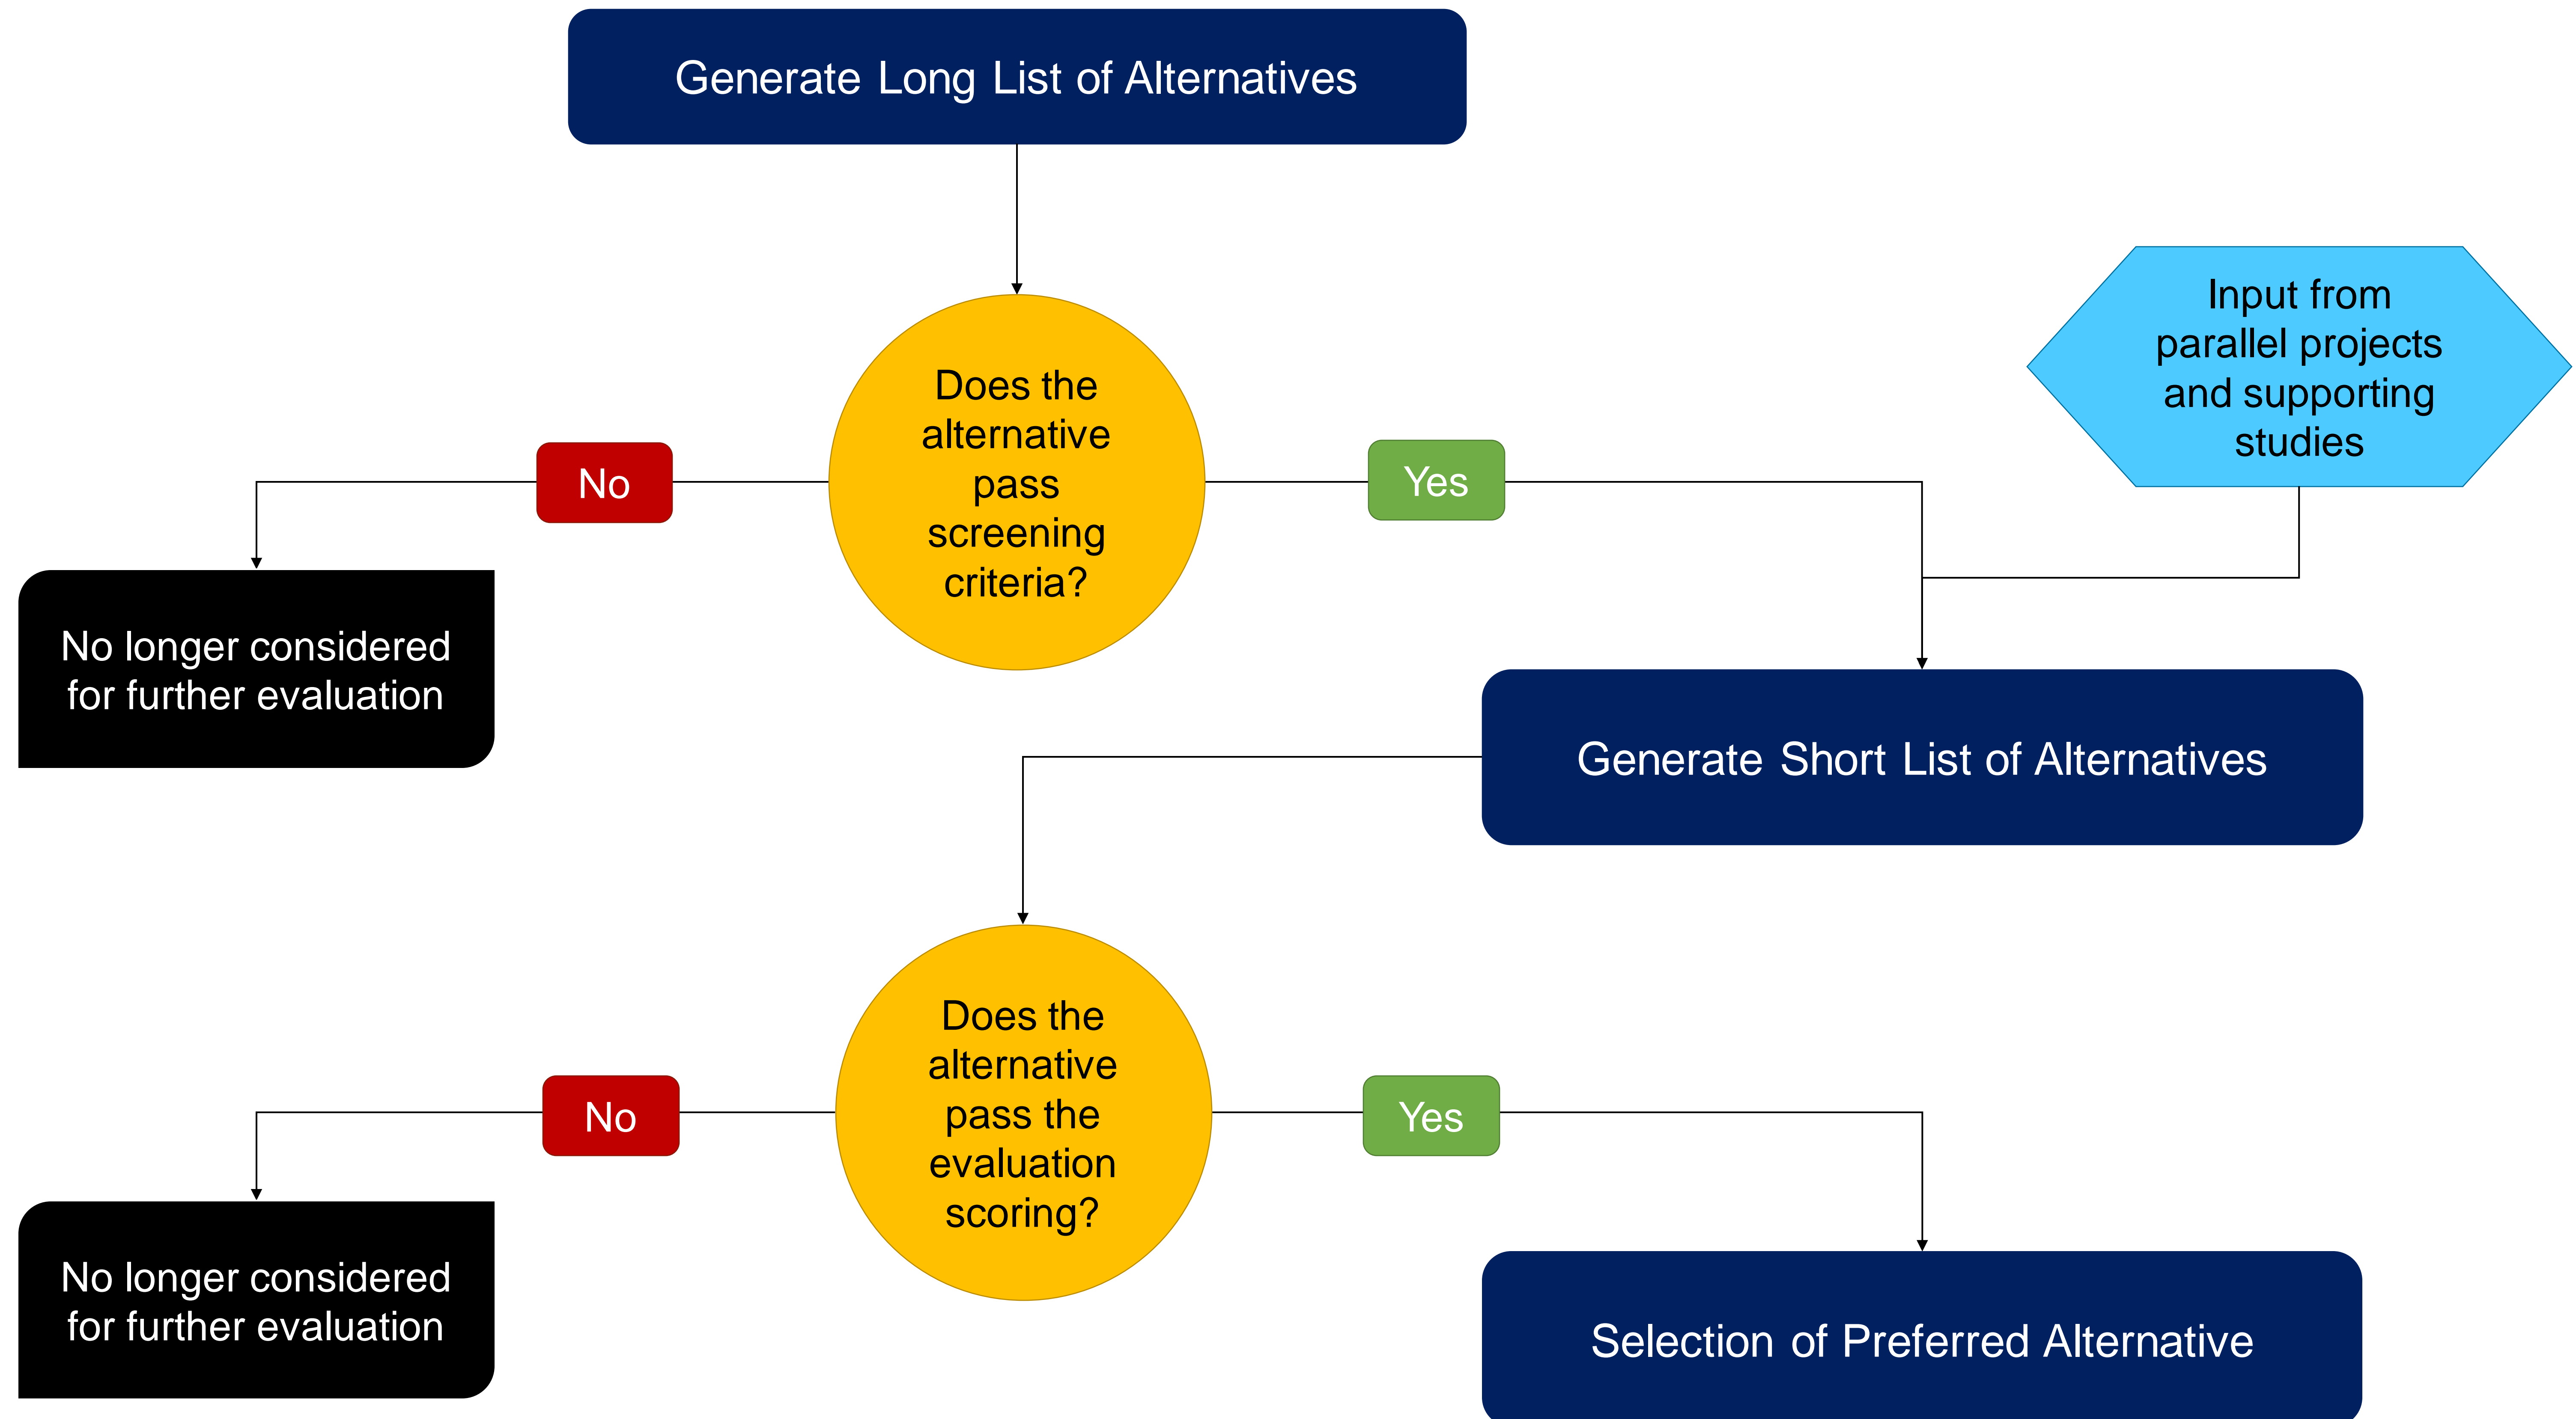 Generate Long List of Alternatives
Input from
parallel projects
and supporting
studies
Does the
alternative
pass
screening
criteria?
No
Yes
No longer considered
for further evaluation
Generate Short List of Alternatives
Does the
alternative
pass the
evaluation
scoring?
No
Yes
No longer considered
for further evaluation
Selection of Preferred Alternative